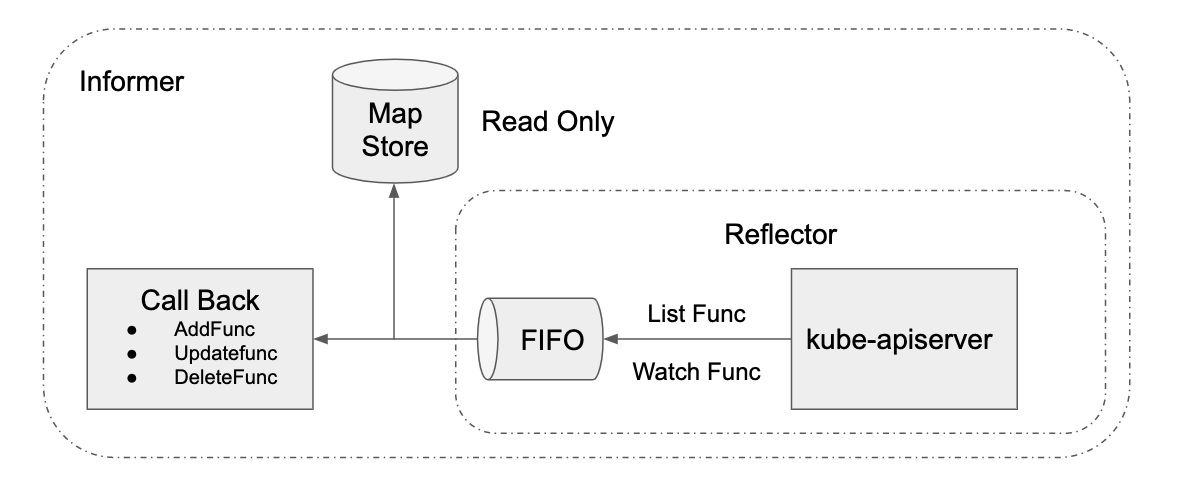 Informer
Map
Store
Read Only
Reflector
Call Back
● AddFunc
● Updatefunc
● DeleteFunc
FIFO
List Func
Watch Func
kube-apiserver